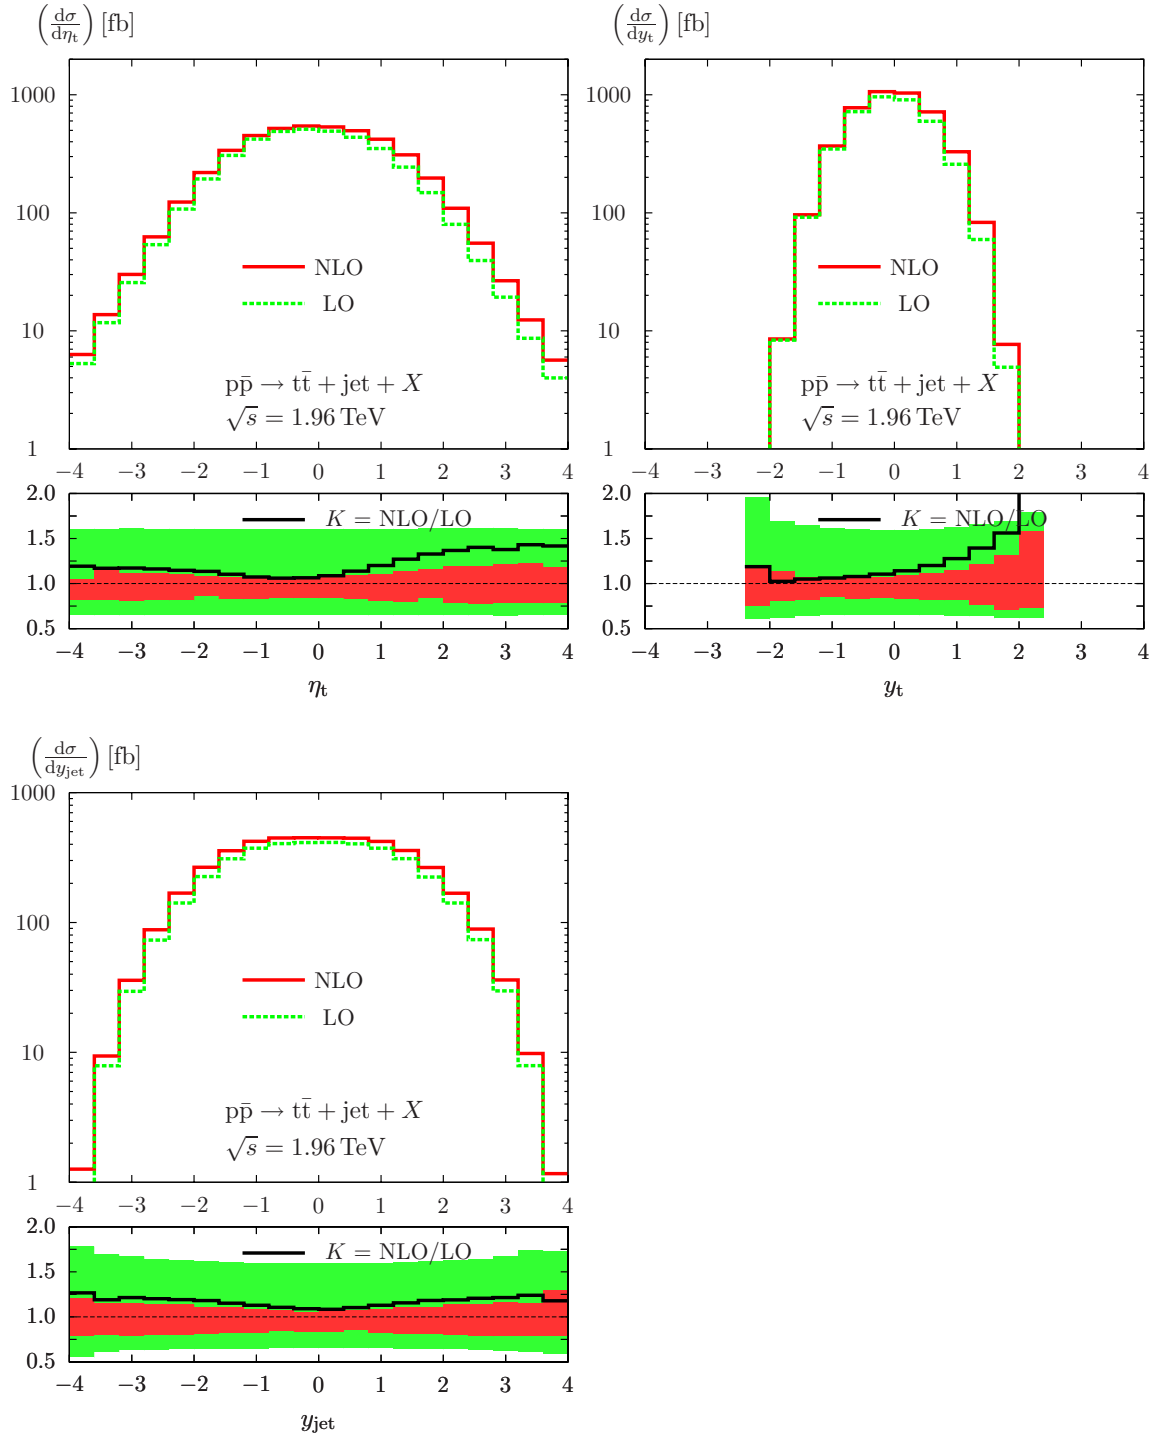 (dσ/dη_t) [fb]
1000
100
10
1
NLO
LO
pp̄ → tt̄ + jet + X
√s = 1.96 TeV
−4 −3 −2 −1 0 1 2 3 4
2.0
1.5
1.0
0.5
K = NLO/LO
−4 −3 −2 −1 0 1 2 3 4
η_t
(dσ/dy_t) [fb]
1000
100
10
1
NLO
LO
pp̄ → tt̄ + jet + X
√s = 1.96 TeV
−4 −3 −2 −1 0 1 2 3 4
2.0
1.5
1.0
0.5
K = NLO/LO
−4 −3 −2 −1 0 1 2 3 4
y_t
(dσ/dy_jet) [fb]
1000
100
10
1
NLO
LO
pp̄ → tt̄ + jet + X
√s = 1.96 TeV
−4 −3 −2 −1 0 1 2 3 4
2.0
1.5
1.0
0.5
K = NLO/LO
−4 −3 −2 −1 0 1 2 3 4
y_jet